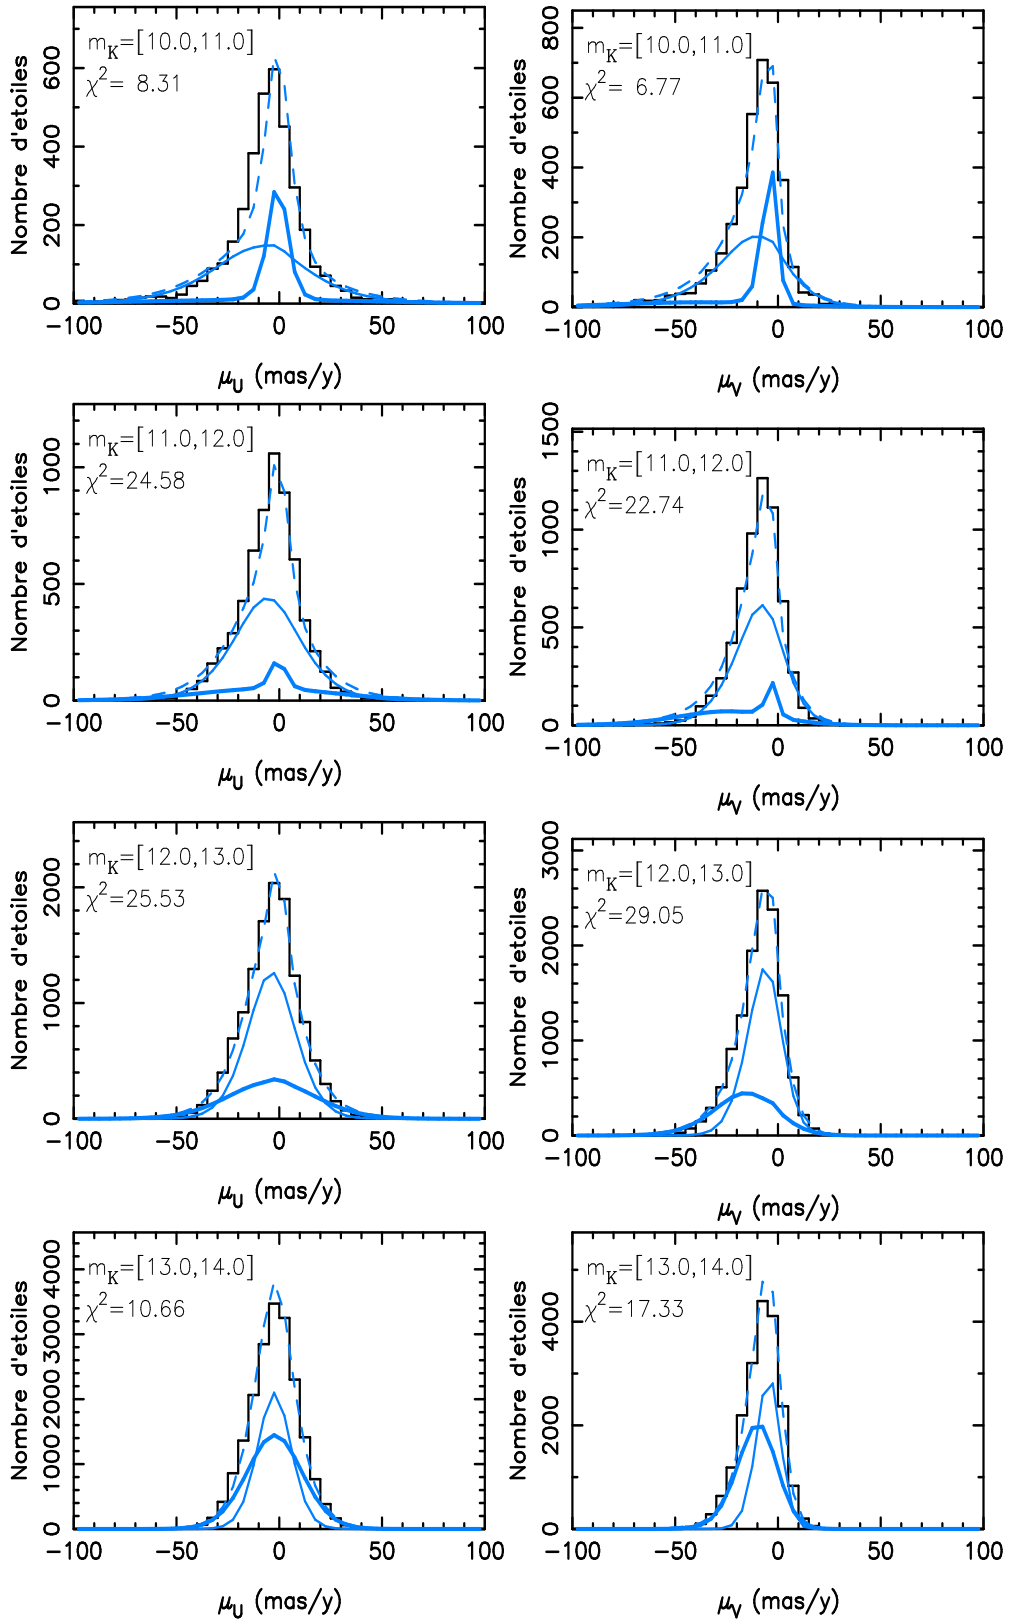 m_K=[10.0,11.0]
χ²= 8.31
Nombre d'etoiles
0 200 400 600
−100 −50 0 50 100
μ_U (mas/y)
m_K=[10.0,11.0]
χ²= 6.77
Nombre d'etoiles
0 200 400 600 800
−100 −50 0 50 100
μ_V (mas/y)
m_K=[11.0,12.0]
χ²=24.58
Nombre d'etoiles
0 500 1000
−100 −50 0 50 100
μ_U (mas/y)
m_K=[11.0,12.0]
χ²=22.74
Nombre d'etoiles
0 500 1000 1500
−100 −50 0 50 100
μ_V (mas/y)
m_K=[12.0,13.0]
χ²=25.53
Nombre d'etoiles
0 1000 2000
−100 −50 0 50 100
μ_U (mas/y)
m_K=[12.0,13.0]
χ²=29.05
Nombre d'etoiles
0 1000 2000 3000
−100 −50 0 50 100
μ_V (mas/y)
m_K=[13.0,14.0]
χ²=10.66
Nombre d'etoiles
0 1000 2000 3000 4000
−100 −50 0 50 100
μ_U (mas/y)
m_K=[13.0,14.0]
χ²=17.33
Nombre d'etoiles
0 2000 4000
−100 −50 0 50 100
μ_V (mas/y)